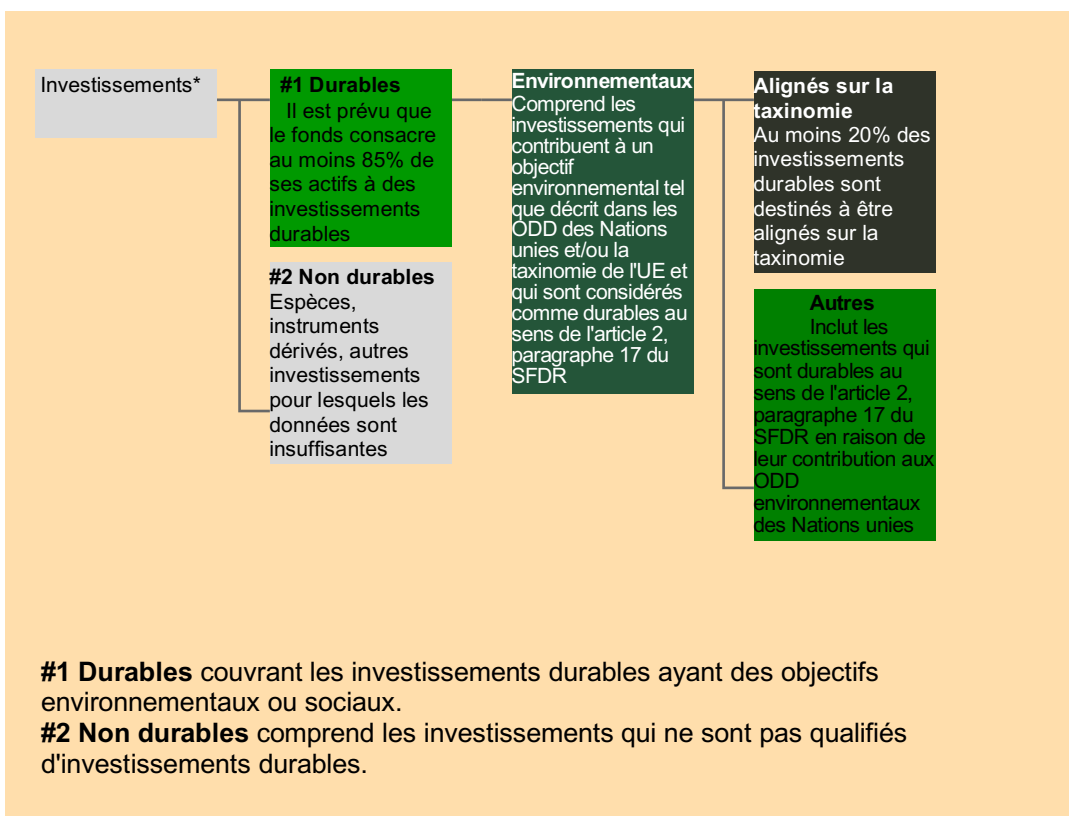 Investissements*
#1 Durables
Il est prévu que
le fonds consacre
au moins 85% de
ses actifs à des
investissements
durables
#2 Non durables
Espèces,
instruments
dérivés, autres
investissements
pour lesquels les
données sont
insuffisantes
Environnementaux
Comprend les
investissements qui
contribuent à un
objectif
environnemental tel
que décrit dans les
ODD des Nations
unies et/ou la
taxinomie de l'UE et
qui sont considérés
comme durables au
sens de l'article 2,
paragraphe 17 du
SFDR
Alignés sur la
taxinomie
Au moins 20% des
investissements
durables sont
destinés à être
alignés sur la
taxinomie
Autres
Inclut les
investissements qui
sont durables au
sens de l'article 2,
paragraphe 17 du
SFDR en raison de
leur contribution aux
ODD
environnementaux
des Nations unies
#1 Durables couvrant les investissements durables ayant des objectifs
environnementaux ou sociaux.
#2 Non durables comprend les investissements qui ne sont pas qualifiés
d'investissements durables.